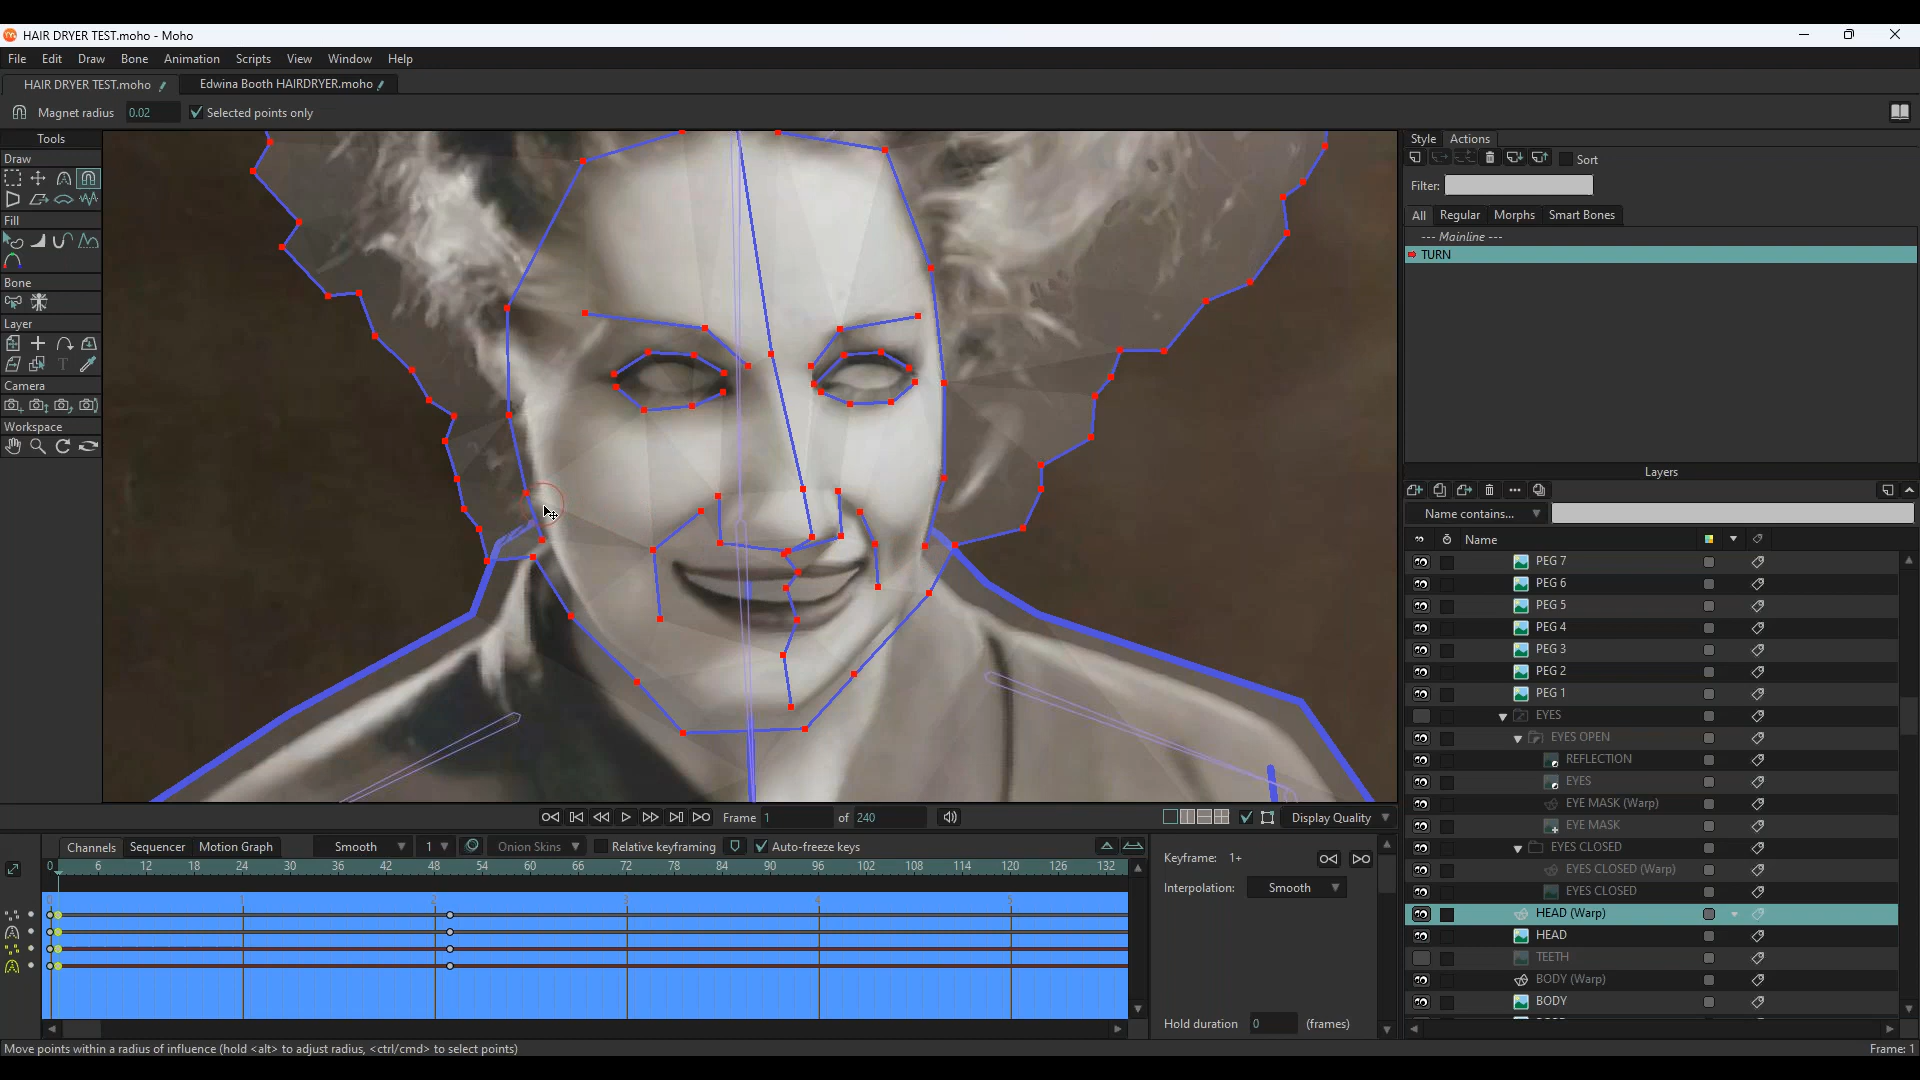 HAIR DRYER TEST.moho - Moho
File Edit Draw Bone Animation Scripts View Window Help
HAIR DRYER TEST.moho Edwina Booth HAIRDRYER.moho
Magnet radius 0.02 Selected points only
Tools
Draw
Fill
Bone
Layer
Camera
Workspace
Style Actions
Sort
Filter:
All Regular Morphs Smart Bones
--- Mainline ---
TURN
Layers
Name contains...
Name
PEG 7
PEG 6
PEG 5
PEG 4
PEG 3
PEG 2
PEG 1
EYES
EYES OPEN
REFLECTION
EYES
EYE MASK (Warp)
EYE MASK
EYES CLOSED
EYES CLOSED (Warp)
EYES CLOSED
HEAD (Warp)
HEAD
TEETH
BODY (Warp)
BODY
Frame 1 of 240 Display Quality
Channels Sequencer Motion Graph Smooth 1 Onion Skins Relative keyframing Auto-freeze keys
0 6 12 18 24 30 36 42 48 54 60 66 72 78 84 90 96 102 108 114 120 126 132
0 1 2 3 4 5
Keyframe: 1+
Interpolation: Smooth
Hold duration 0 (frames)
Move points within a radius of influence (hold <alt> to adjust radius, <ctrl/cmd> to select points) Frame: 1